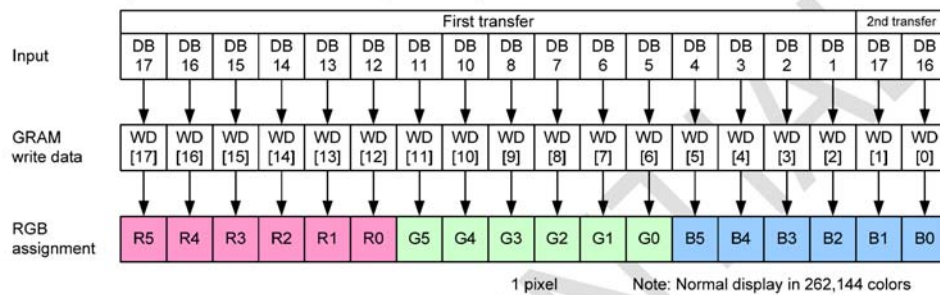 First transfer 2nd transfer
Input DB 17 DB 16 DB 15 DB 14 DB 13 DB 12 DB 11 DB 10 DB 8 DB 7 DB 6 DB 5 DB 4 DB 3 DB 2 DB 1 DB 17 DB 16
GRAM write data WD [17] WD [16] WD [15] WD [14] WD [13] WD [12] WD [11] WD [10] WD [9] WD [8] WD [7] WD [6] WD [5] WD [4] WD [3] WD [2] WD [1] WD [0]
RGB assignment R5 R4 R3 R2 R1 R0 G5 G4 G3 G2 G1 G0 B5 B4 B3 B2 B1 B0
1 pixel Note: Normal display in 262,144 colors